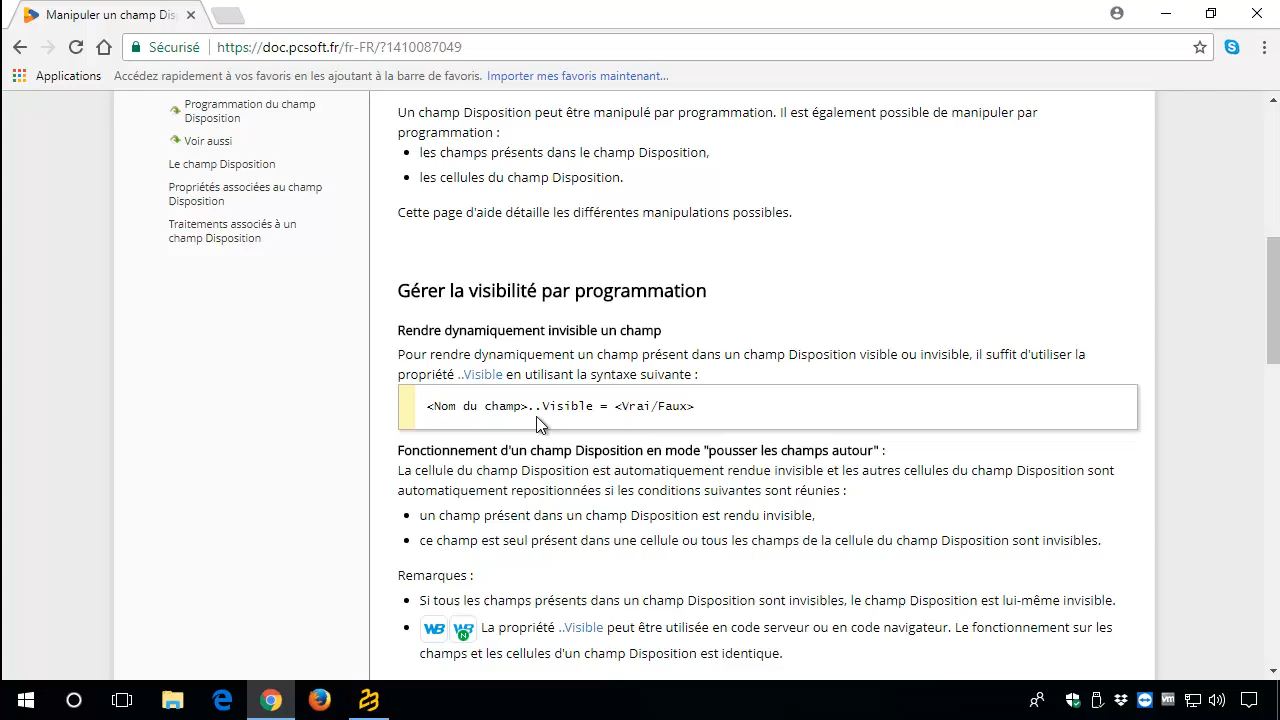 Manipuler un champ Dis
Sécurisé
https://doc.pcsoft.fr/fr-FR/?1410087049
Applications
Accédez rapidement à vos favoris en les ajoutant à la barre de favoris. Importer mes favoris maintenant...
Programmation du champ
Disposition
Voir aussi
Le champ Disposition
Propriétés associées au champ
Disposition
Traitements associés à un
champ Disposition
Un champ Disposition peut être manipulé par programmation. Il est également possible de manipuler par
programmation :
• les champs présents dans le champ Disposition,
• les cellules du champ Disposition.
Cette page d'aide détaille les différentes manipulations possibles.
Gérer la visibilité par programmation
Rendre dynamiquement invisible un champ
Pour rendre dynamiquement un champ présent dans un champ Disposition visible ou invisible, il suffit d'utiliser la
propriété ..Visible en utilisant la syntaxe suivante :
<Nom du champ>..Visible = <Vrai/Faux>
Fonctionnement d'un champ Disposition en mode "pousser les champs autour" :
La cellule du champ Disposition est automatiquement rendue invisible et les autres cellules du champ Disposition sont
automatiquement repositionnées si les conditions suivantes sont réunies :
• un champ présent dans un champ Disposition est rendu invisible,
• ce champ est seul présent dans une cellule ou tous les champs de la cellule du champ Disposition sont invisibles.
Remarques :
• Si tous les champs présents dans un champ Disposition sont invisibles, le champ Disposition est lui-même invisible.
• WB WB N La propriété ..Visible peut être utilisée en code serveur ou en code navigateur. Le fonctionnement sur les
champs et les cellules d'un champ Disposition est identique.
vm